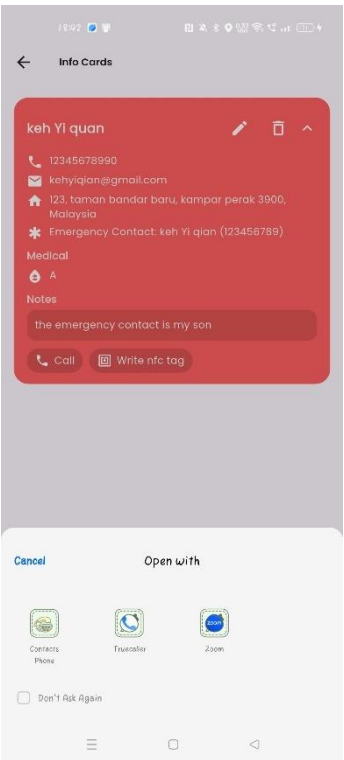 18:02
Info Cards
keh Yi quan
12345678990
kehyiqian@gmail.com
123, taman bandar baru, kampar perak 3900,
Malaysia
Emergency Contact: keh Yi qian (123456789)
Medical
A
Notes
the emergency contact is my son
Call
Write nfc tag
Cancel
Open with
Contacts
Phone
Truecaller
Zoom
Don't Ask Again